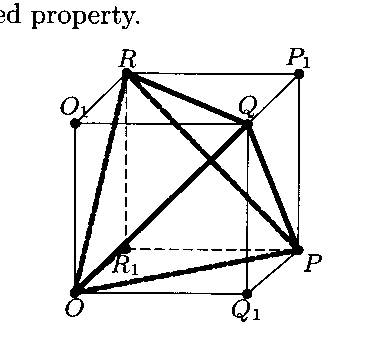 ed property.
R P₁
O₁ Q
R₁ P
O Q₁